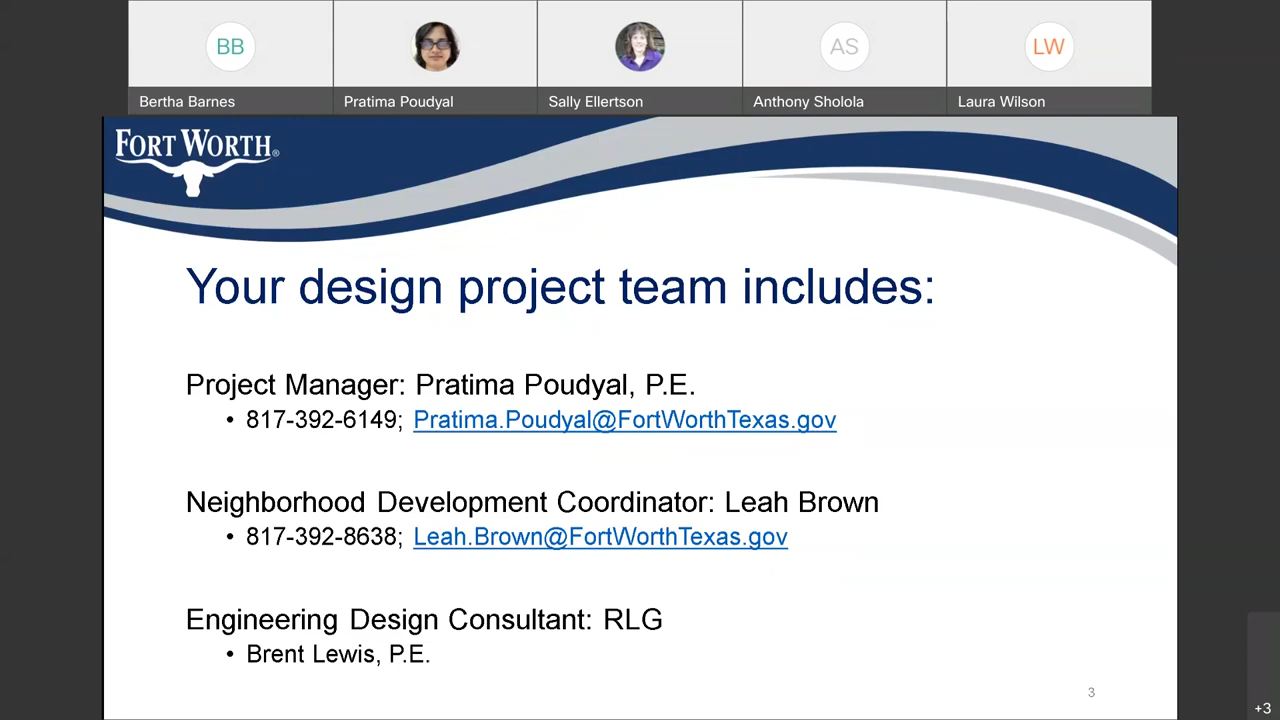 BB
AS
LW
Bertha Barnes
Pratima Poudyal
Sally Ellertson
Anthony Sholola
Laura Wilson
FORT WORTH®
Your design project team includes:
Project Manager: Pratima Poudyal, P.E.
• 817-392-6149; Pratima.Poudyal@FortWorthTexas.gov
Neighborhood Development Coordinator: Leah Brown
• 817-392-8638; Leah.Brown@FortWorthTexas.gov
Engineering Design Consultant: RLG
• Brent Lewis, P.E.
3
+3